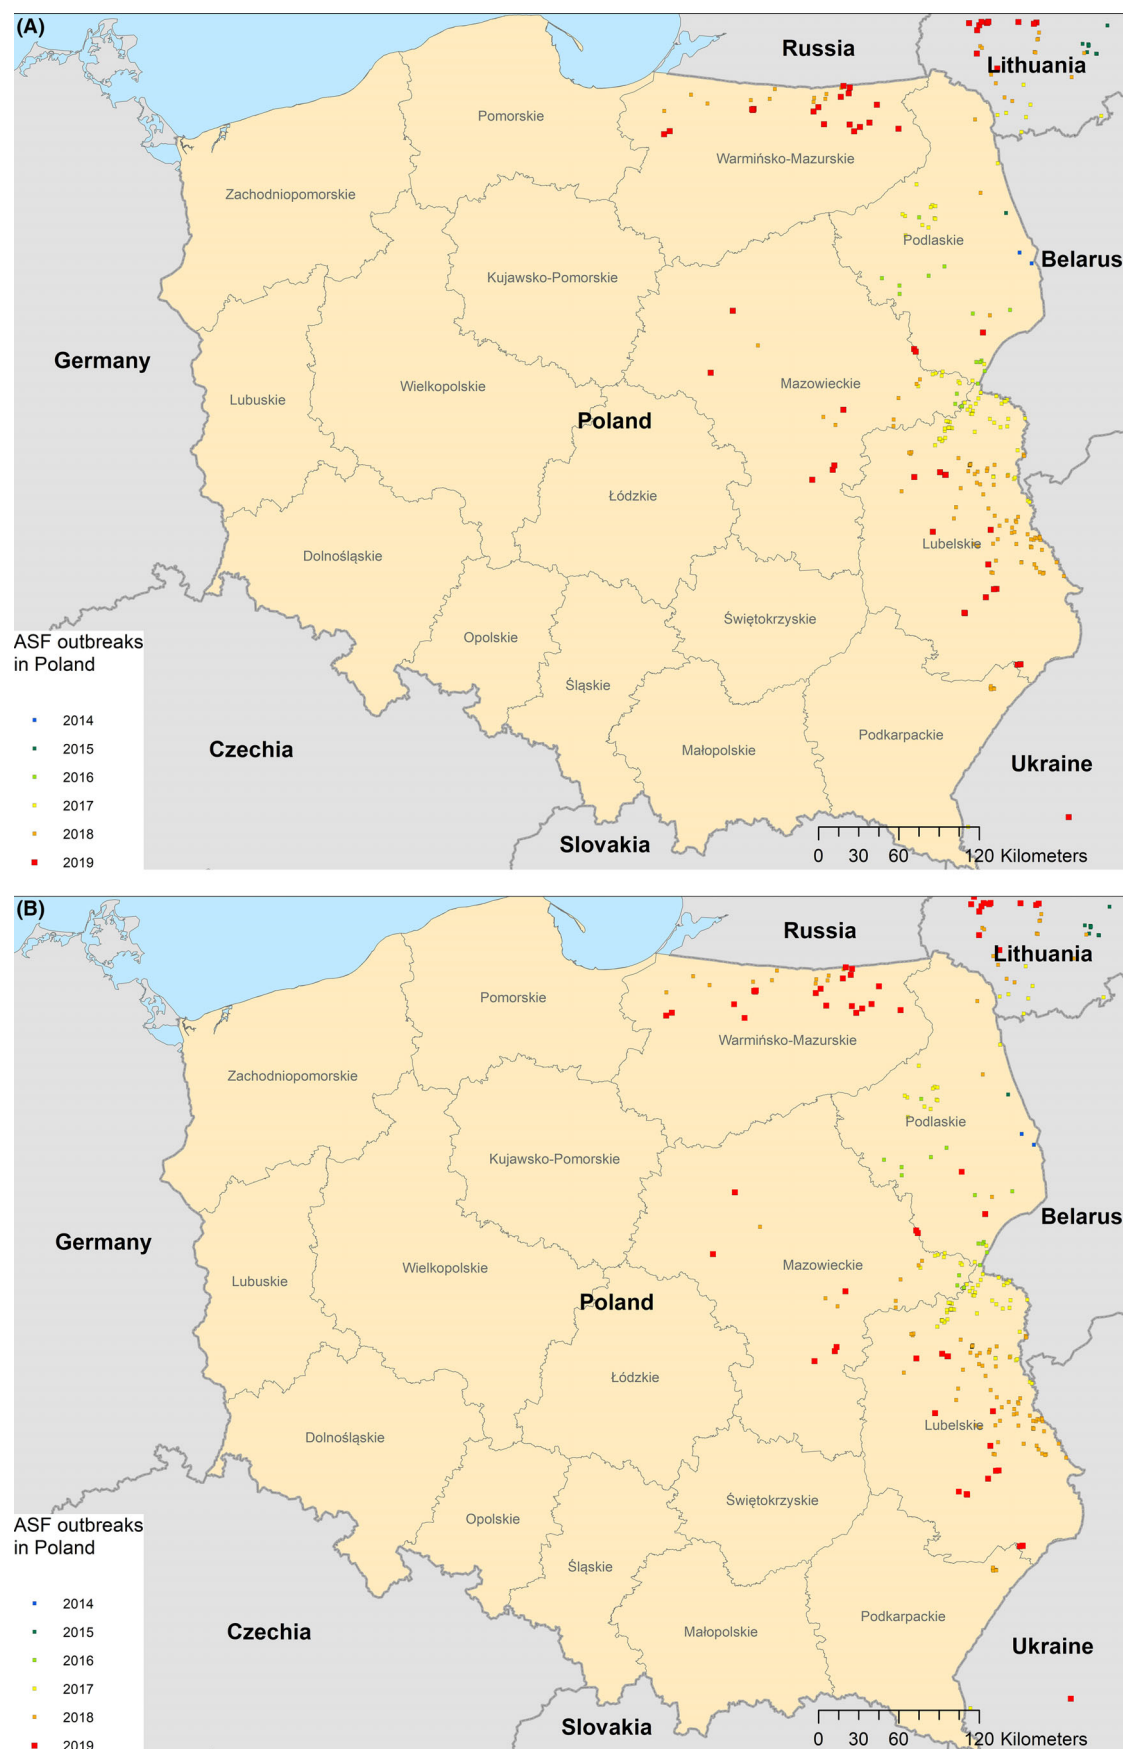 (A)
Russia
Lithuania
Pomorskie
Warmińsko-Mazurskie
Zachodniopomorskie
Podlaskie
Belarus
Kujawsko-Pomorskie
Germany
Mazowieckie
Wielkopolskie
Lubuskie
Poland
Łódzkie
Lubelskie
Dolnośląskie
Świętokrzyskie
Opolskie
ASF outbreaks
in Poland
Śląskie
2014
Podkarpackie
Czechia
2015
Małopolskie
Ukraine
2016
2017
2018
Slovakia
0 30 60 120 Kilometers
2019
(B)
Russia
Lithuania
Pomorskie
Warmińsko-Mazurskie
Zachodniopomorskie
Podlaskie
Kujawsko-Pomorskie
Belarus
Germany
Mazowieckie
Wielkopolskie
Lubuskie
Poland
Łódzkie
Lubelskie
Dolnośląskie
Świętokrzyskie
Opolskie
ASF outbreaks
in Poland
Śląskie
2014
Podkarpackie
Czechia
2015
Małopolskie
Ukraine
2016
2017
2018
Slovakia
0 30 60 120 Kilometers
2019